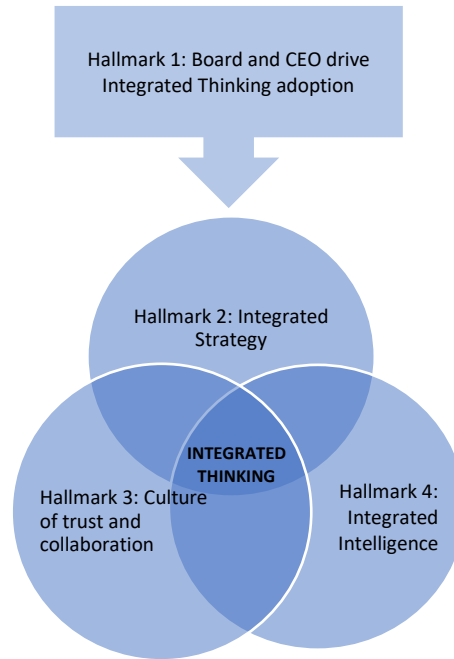 Hallmark 1: Board and CEO drive
Integrated Thinking adoption
Hallmark 2: Integrated
Strategy
INTEGRATED
THINKING
Hallmark 3: Culture
of trust and
collaboration
Hallmark 4:
Integrated
Intelligence